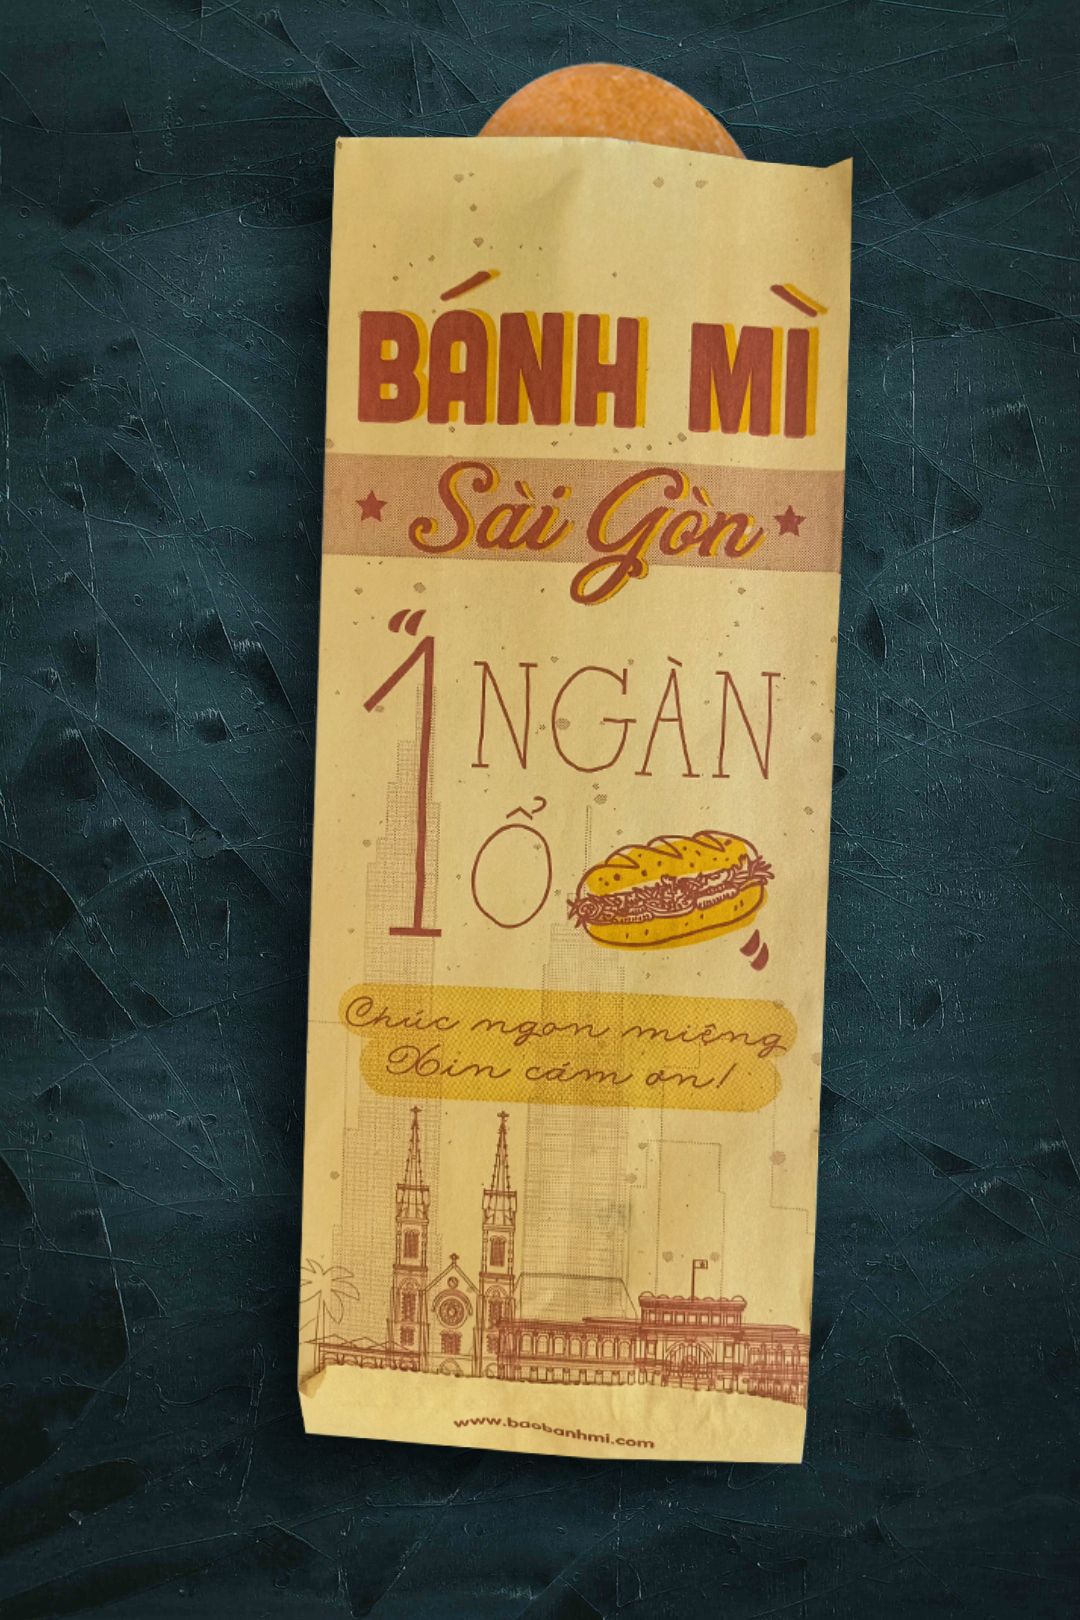 BÁNH MÌ
Sài Gòn
1 NGÀN
Ổ
Chúc ngon miệng
Xin cám ơn!
www.baobanhmi.com